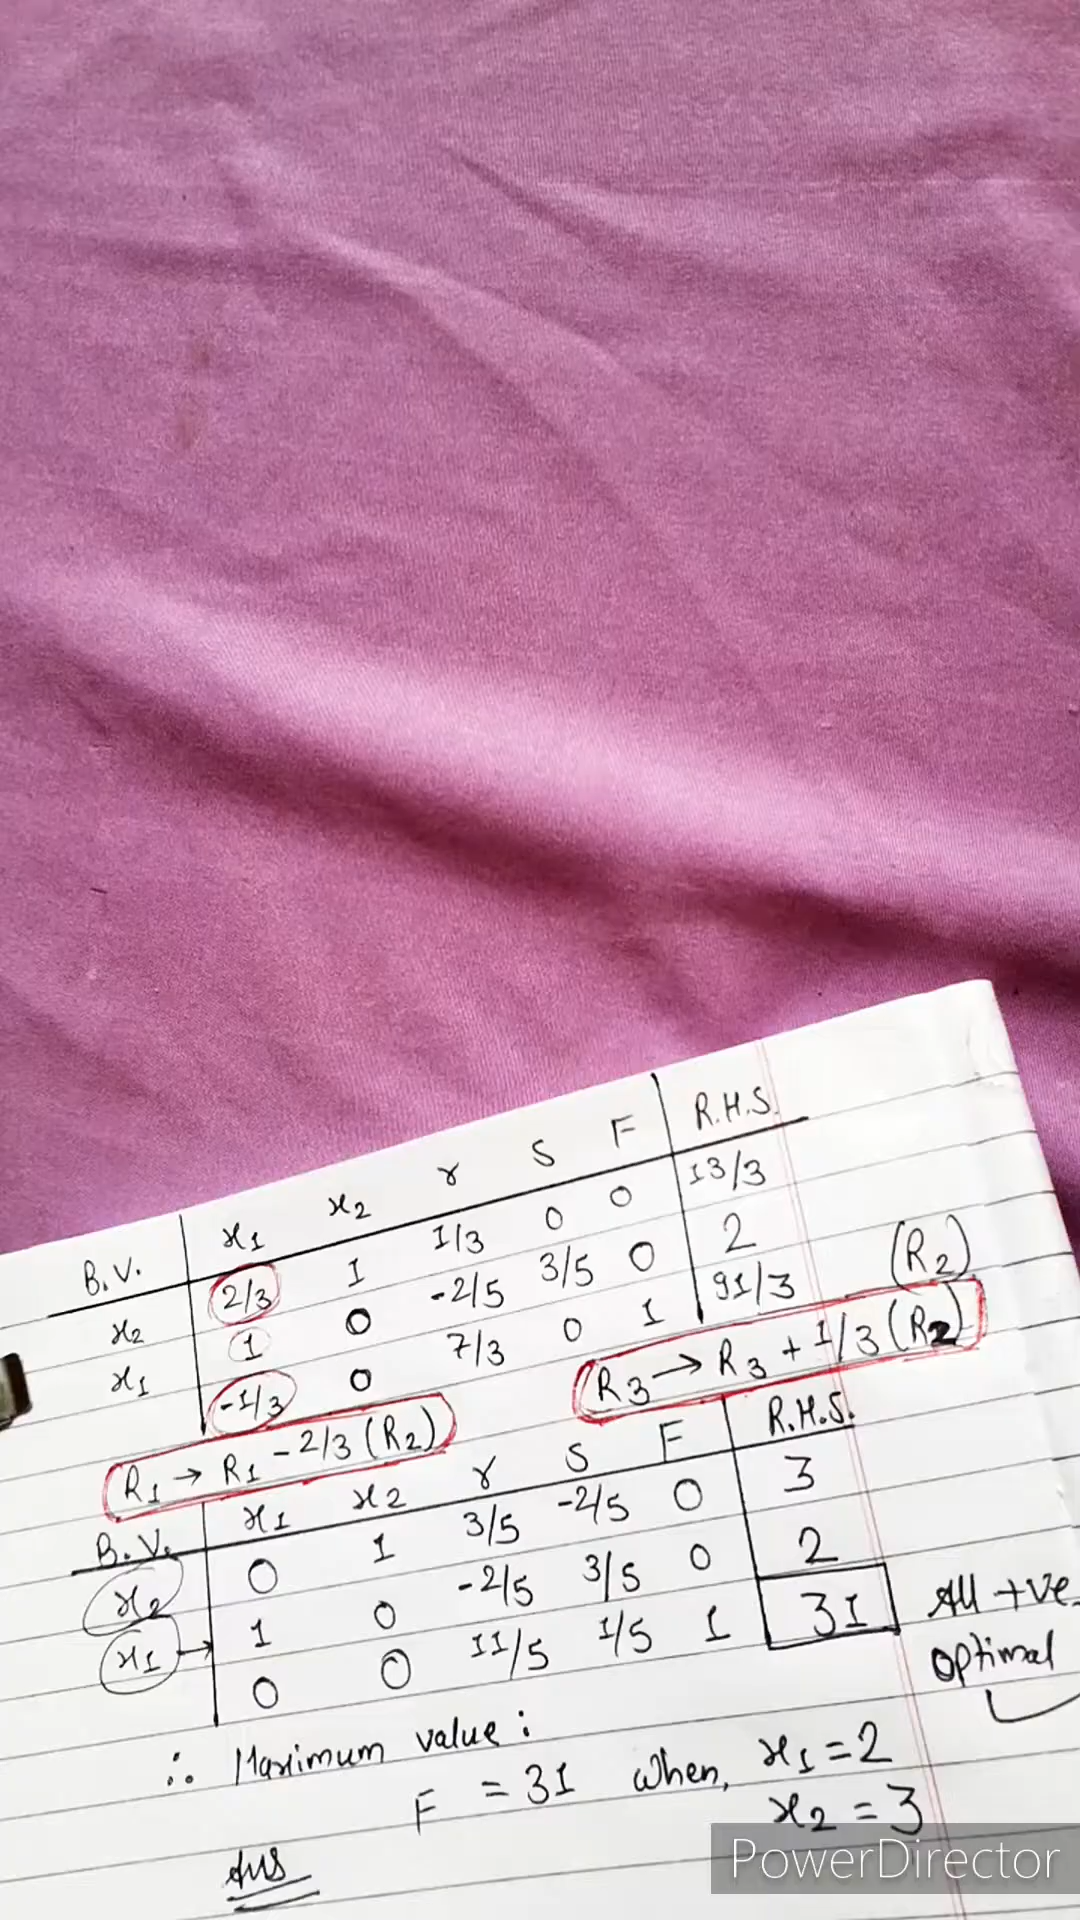 B.V. x1 x2 r S F R.H.S.
x2 2/3 1 1/3 0 0 13/3
x1 1 0 -2/5 3/5 0 2 (R2)
-1/3 0 7/3 0 1 91/3
R3 → R3 + 1/3 (R2)
R1 → R1 - 2/3 (R2)
B.V. x1 x2 r S F R.H.S.
x2 0 1 3/5 -2/5 0 3
x1 → 1 0 -2/5 3/5 0 2
0 0 11/5 1/5 1 31
All +ve
Optimal
∴ Maximum value :
F = 31 when, x1 = 2
x2 = 3
Ans
PowerDirector